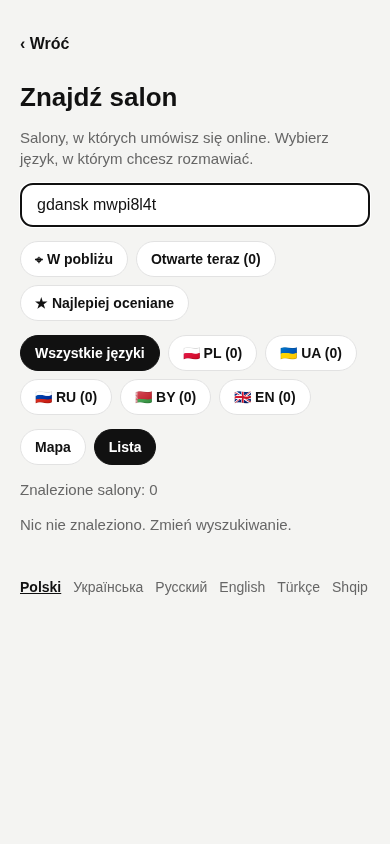 ‹ Wróć
Znajdź salon
Salony, w których umówisz się online. Wybierz
język, w którym chcesz rozmawiać.
gdansk mwpi8l4t
⌖ W pobliżu
Otwarte teraz (0)
★ Najlepiej oceniane
Wszystkie języki
🇵🇱 PL (0)
🇺🇦 UA (0)
🇷🇺 RU (0)
🇧🇾 BY (0)
🇬🇧 EN (0)
Mapa
Lista
Znalezione salony: 0
Nic nie znaleziono. Zmień wyszukiwanie.
Polski Українська Русский English Türkçe Shqip